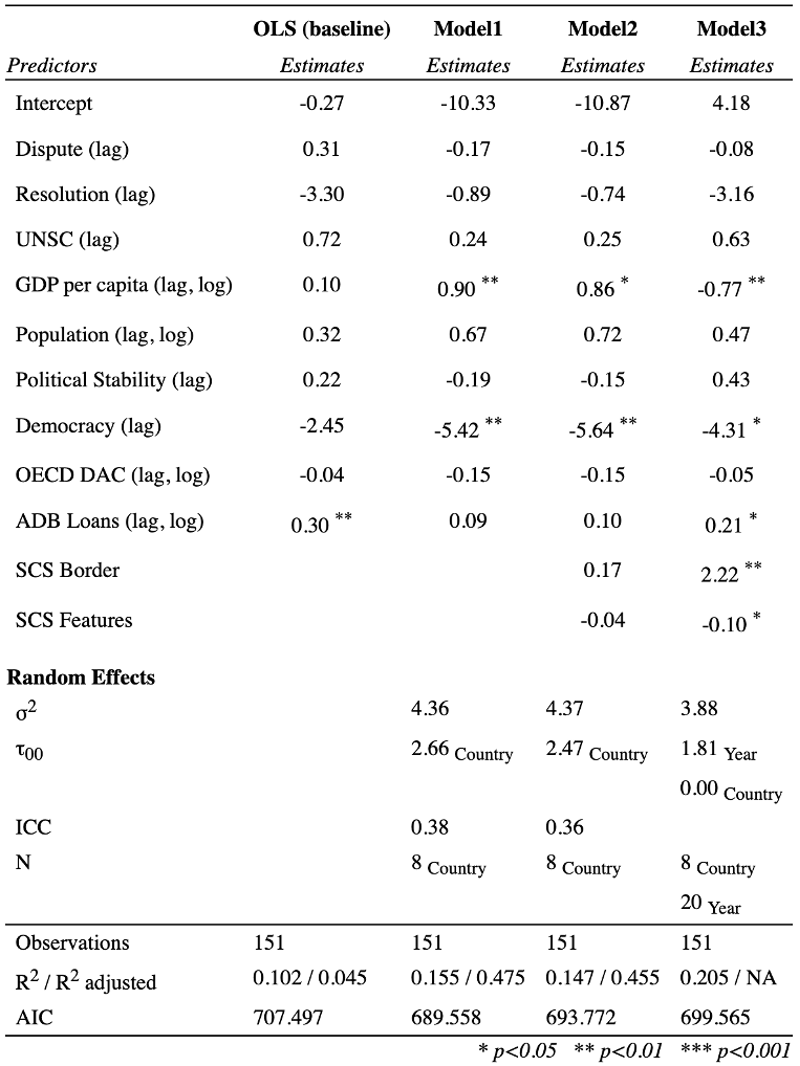 OLS (baseline) Model1 Model2 Model3
Predictors Estimates Estimates Estimates Estimates
Intercept -0.27 -10.33 -10.87 4.18
Dispute (lag) 0.31 -0.17 -0.15 -0.08
Resolution (lag) -3.30 -0.89 -0.74 -3.16
UNSC (lag) 0.72 0.24 0.25 0.63
GDP per capita (lag, log) 0.10 0.90 ** 0.86 * -0.77 **
Population (lag, log) 0.32 0.67 0.72 0.47
Political Stability (lag) 0.22 -0.19 -0.15 0.43
Democracy (lag) -2.45 -5.42 ** -5.64 ** -4.31 *
OECD DAC (lag, log) -0.04 -0.15 -0.15 -0.05
ADB Loans (lag, log) 0.30 ** 0.09 0.10 0.21 *
SCS Border 0.17 2.22 **
SCS Features -0.04 -0.10 *
Random Effects
σ2 4.36 4.37 3.88
τ00 2.66 Country 2.47 Country 1.81 Year
0.00 Country
ICC 0.38 0.36
N 8 Country 8 Country 8 Country
20 Year
Observations 151 151 151 151
R2 / R2 adjusted 0.102 / 0.045 0.155 / 0.475 0.147 / 0.455 0.205 / NA
AIC 707.497 689.558 693.772 699.565
* p<0.05 ** p<0.01 *** p<0.001